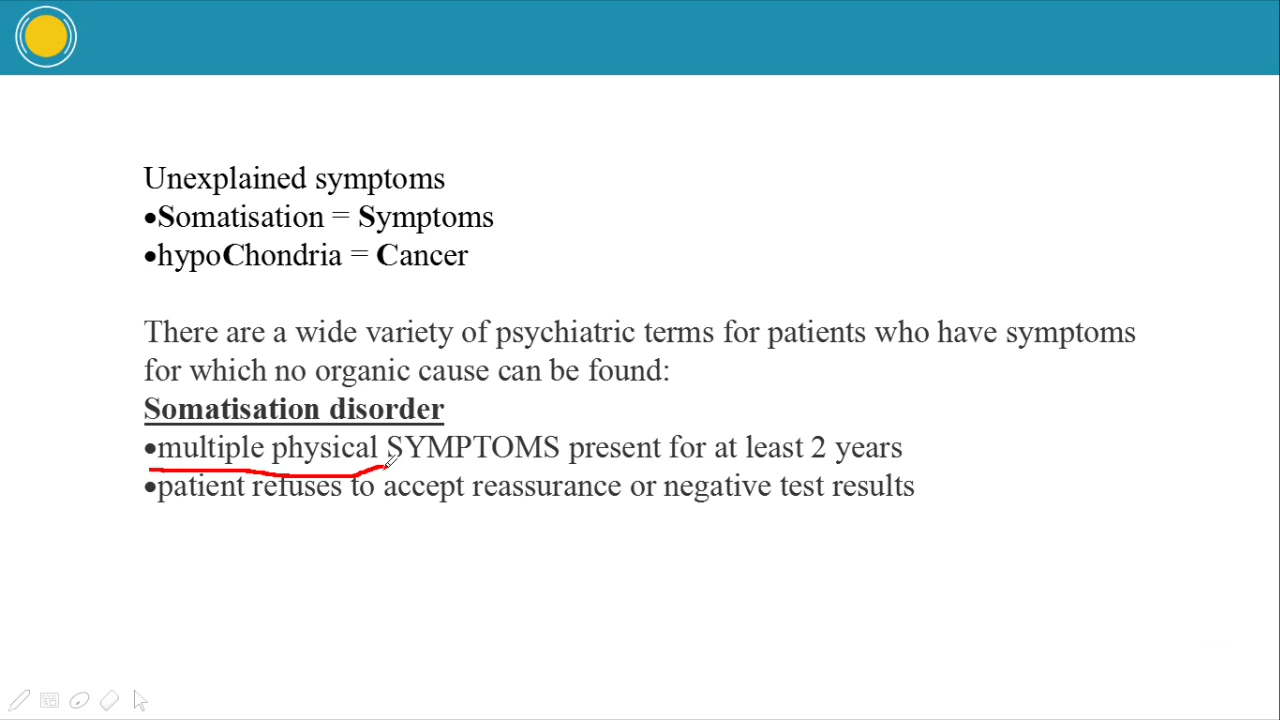 Unexplained symptoms
•Somatisation = Symptoms
•hypoChondria = Cancer
There are a wide variety of psychiatric terms for patients who have symptoms
for which no organic cause can be found:
Somatisation disorder
•multiple physical SYMPTOMS present for at least 2 years
•patient refuses to accept reassurance or negative test results